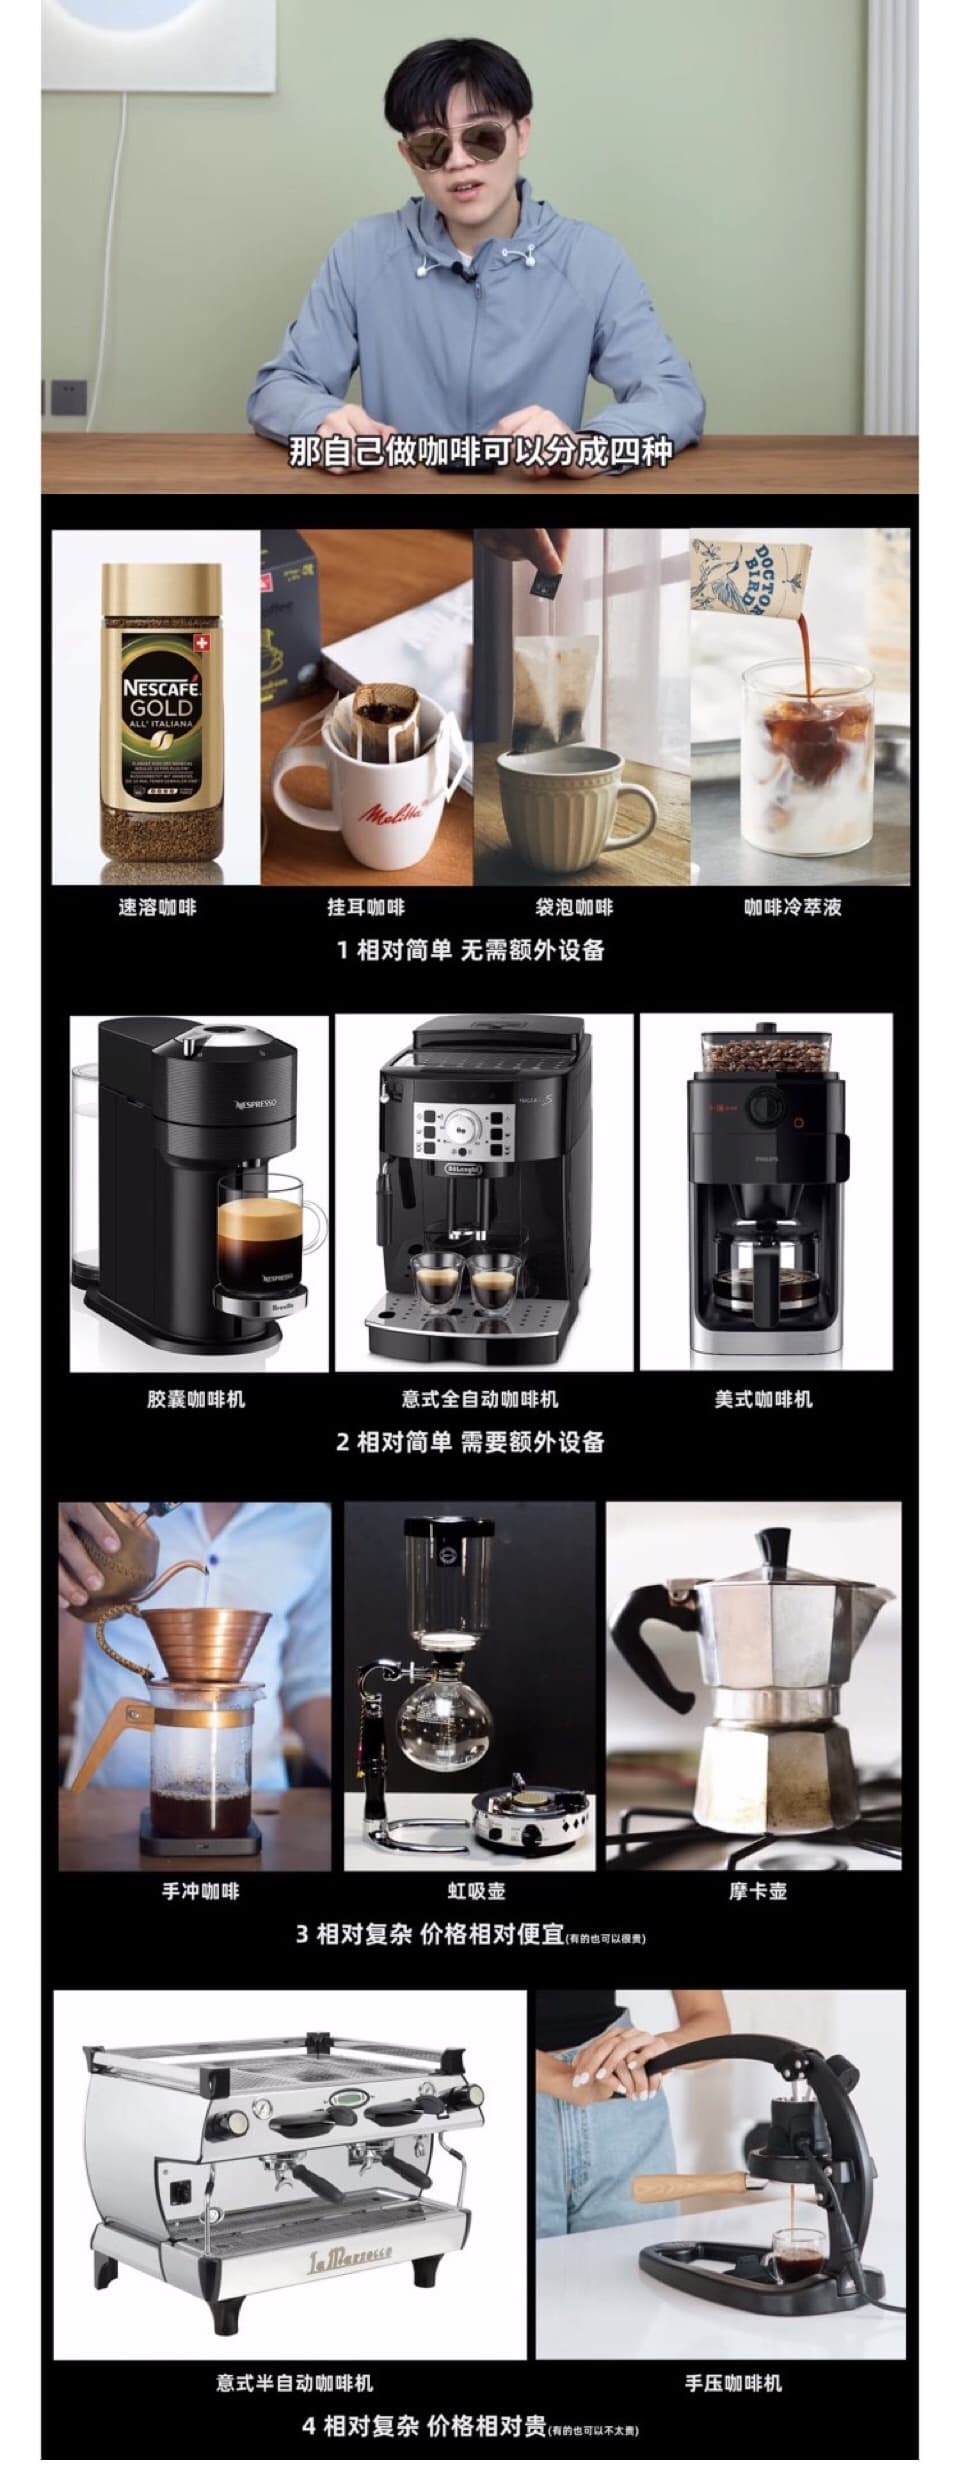 那自己做咖啡可以分成四种
NESCAFÉ
GOLD
ALL' ITALIANA
Melitta
DOCTOR
BIRD
速溶咖啡
挂耳咖啡
袋泡咖啡
咖啡冷萃液
1 相对简单 无需额外设备
NESPRESSO
NESPRESSO
Breville
DeLonghi
PHILIPS
胶囊咖啡机
意式全自动咖啡机
美式咖啡机
2 相对简单 需要额外设备
手冲咖啡
虹吸壶
摩卡壶
3 相对复杂 价格相对便宜(有的也可以很贵)
la Marzocco
意式半自动咖啡机
手压咖啡机
4 相对复杂 价格相对贵(有的也可以不太贵)